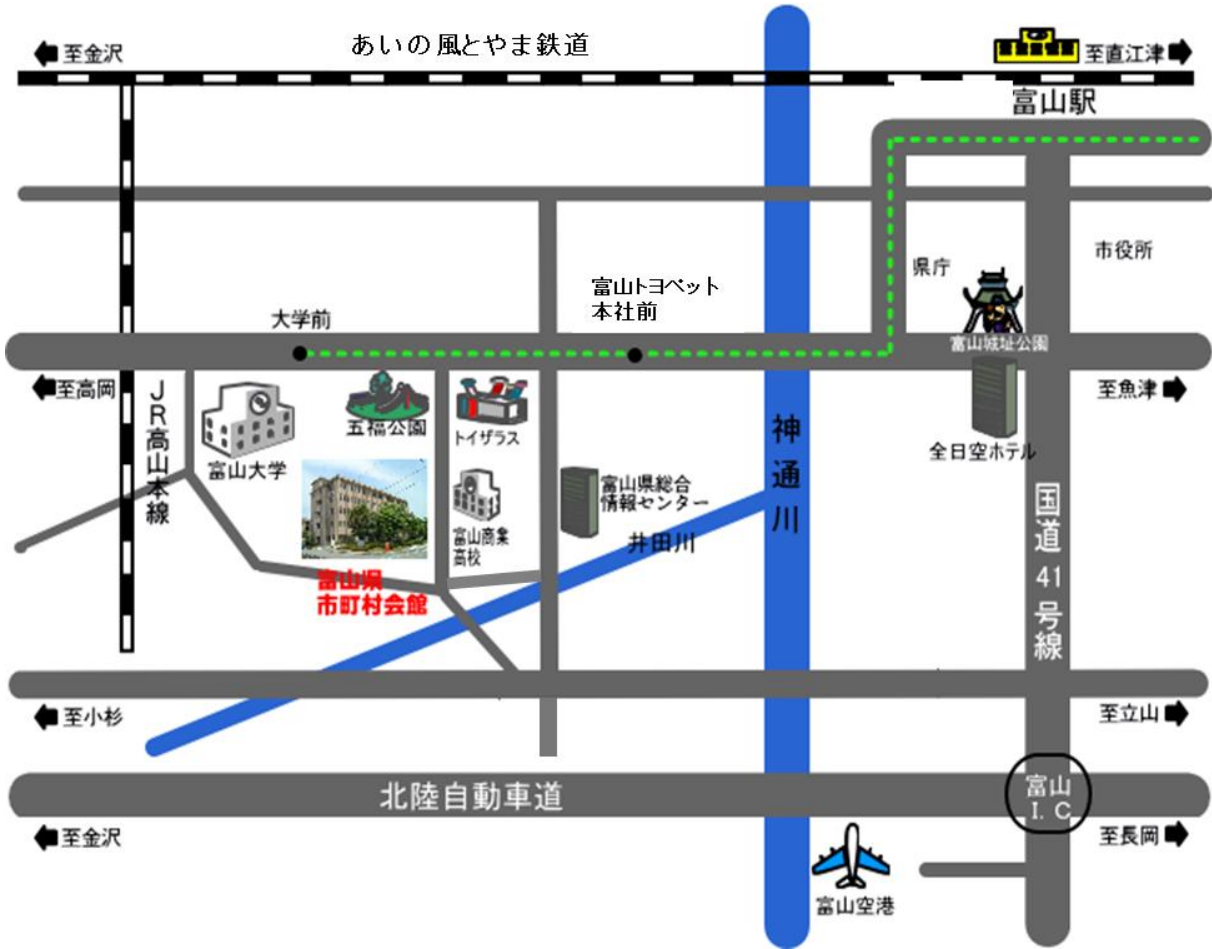 至金沢
あいの風とやま鉄道
至直江津
富山駅
市役所
県庁
富山トヨペット
本社前
大学前
富山城址公園
至高岡
JR高山本線
富山大学
五福公園
トイザラス
至魚津
全日空ホテル
神通川
富山商業
高校
富山県総合
情報センター
井田川
国道41号線
富山県
市町村会館
至小杉
至立山
北陸自動車道
富山
I.C
至金沢
至長岡
富山空港